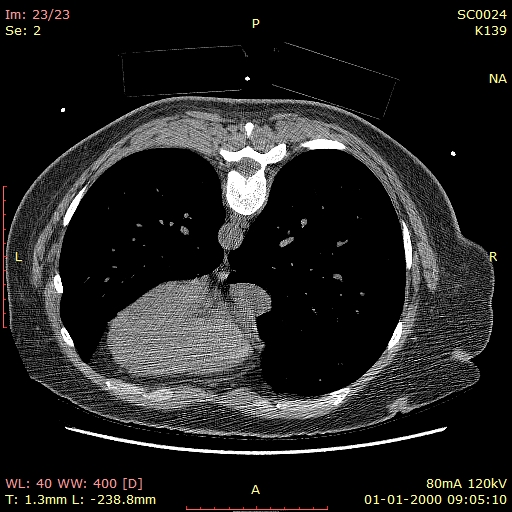 Im: 23/23
Se: 2
P
SC0024
K139
NA
L
R
WL: 40 WW: 400 [D]
T: 1.3mm L: -238.8mm
A
80mA 120kV
01-01-2000 09:05:10